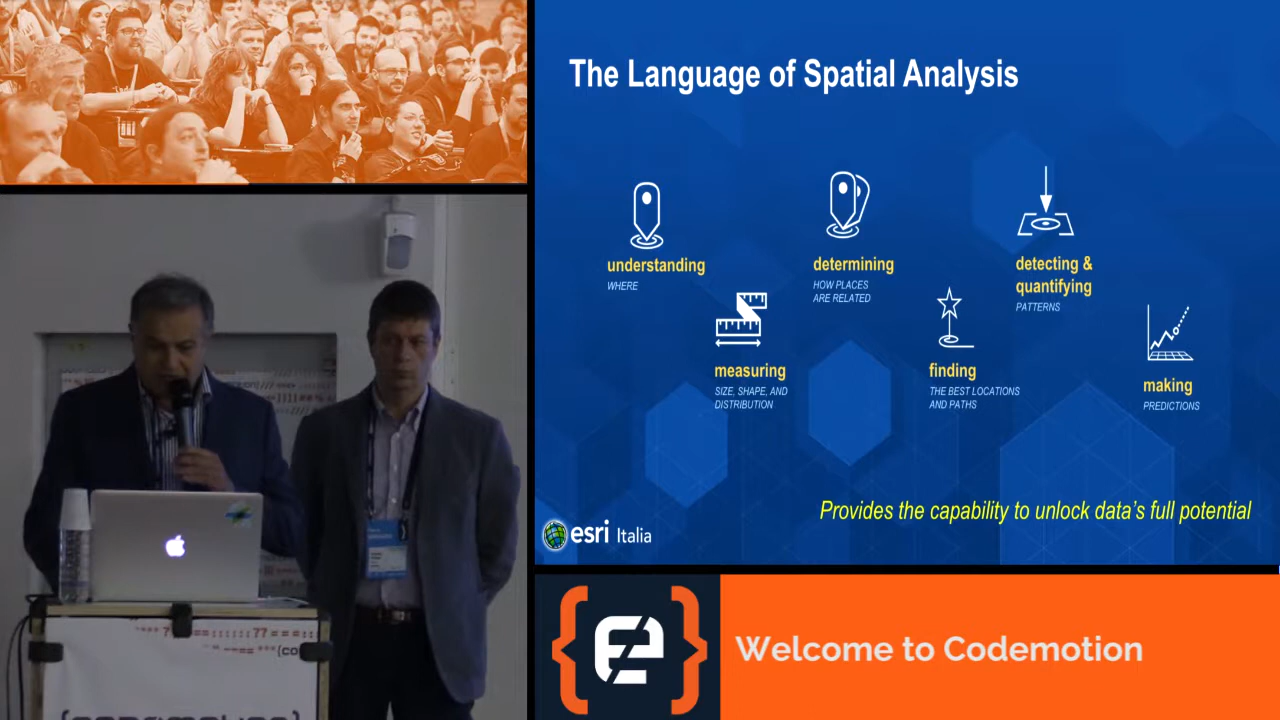 The Language of Spatial Analysis
understanding
WHERE
determining
HOW PLACES
ARE RELATED
detecting &
quantifying
PATTERNS
measuring
SIZE, SHAPE, AND
DISTRIBUTION
finding
THE BEST LOCATIONS
AND PATHS
making
PREDICTIONS
Provides the capability to unlock data's full potential
esri Italia
Welcome to Codemotion